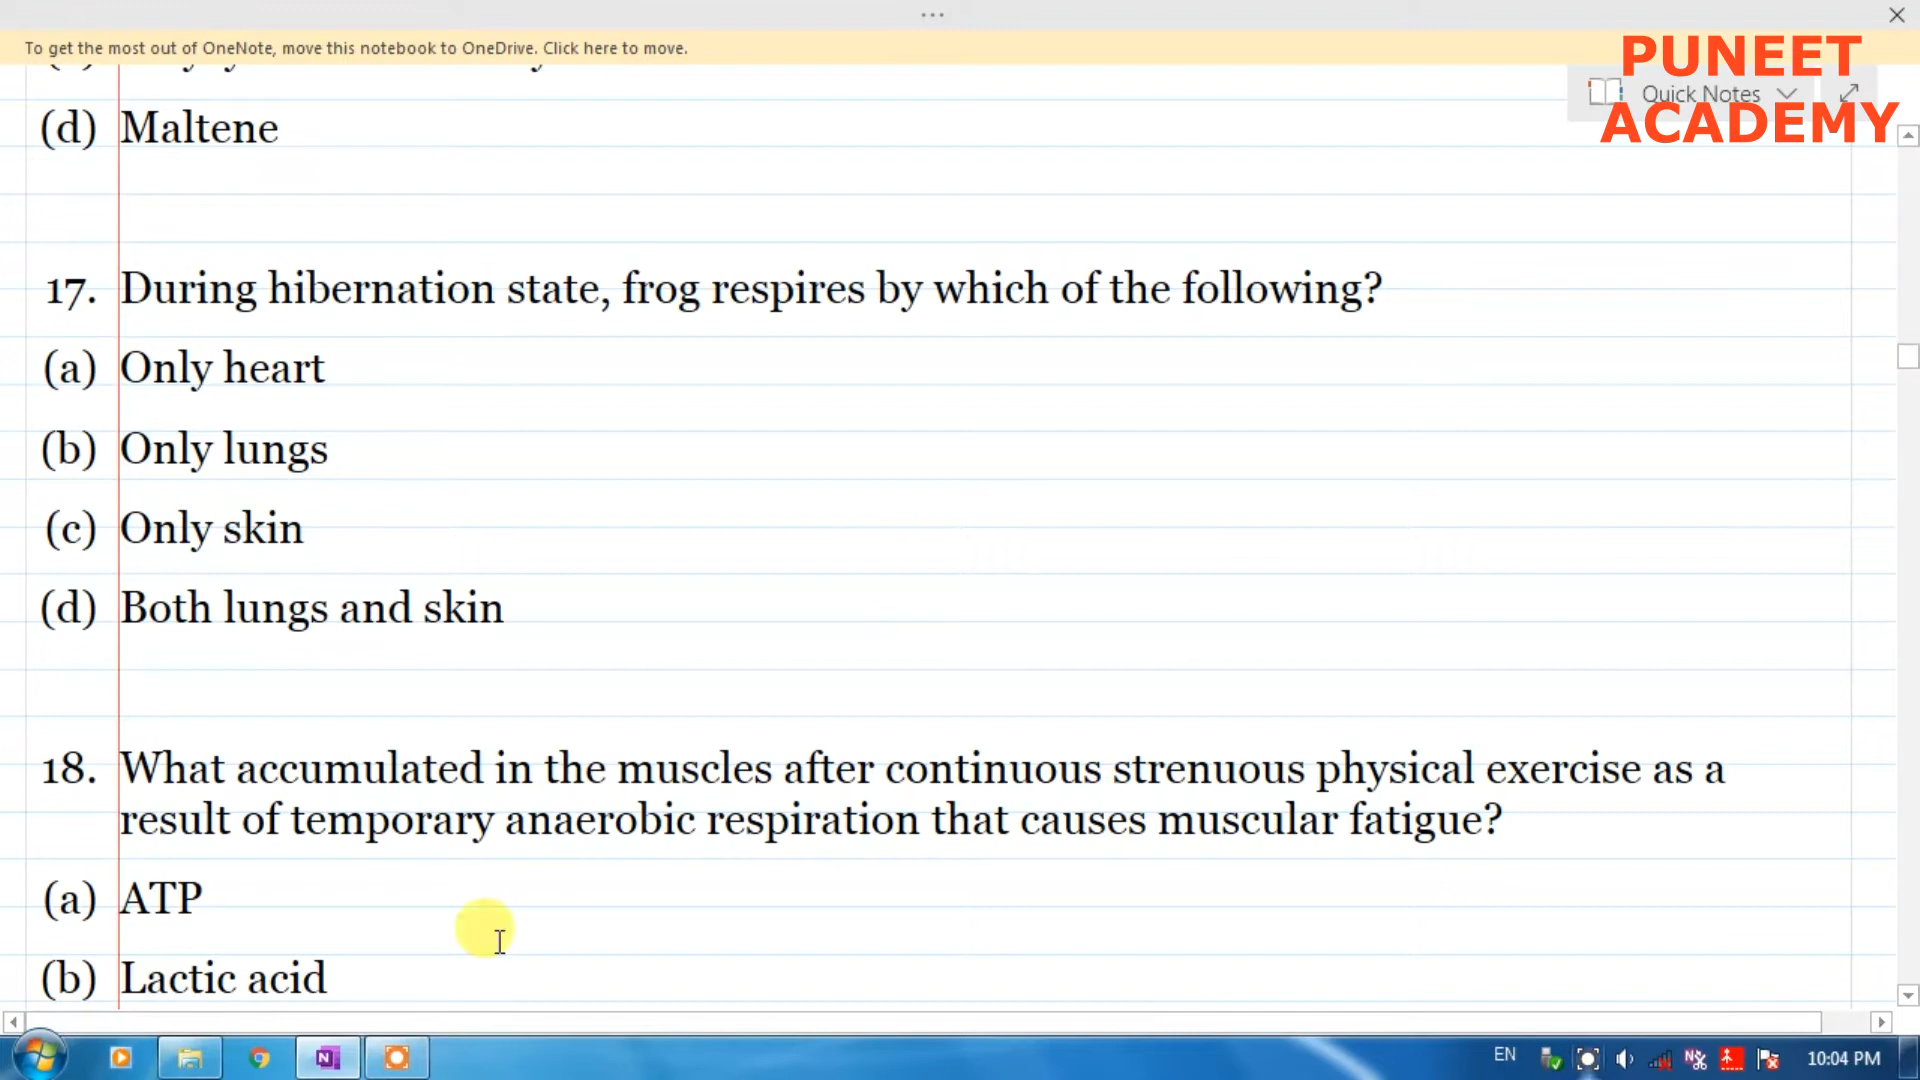 To get the most out of OneNote, move this notebook to OneDrive. Click here to move.
PUNEET
Quick Notes
ACADEMY
(d) Maltene
17. During hibernation state, frog respires by which of the following?
(a) Only heart
(b) Only lungs
(c) Only skin
(d) Both lungs and skin
18. What accumulated in the muscles after continuous strenuous physical exercise as a
result of temporary anaerobic respiration that causes muscular fatigue?
(a) ATP
(b) Lactic acid
EN
10:04 PM